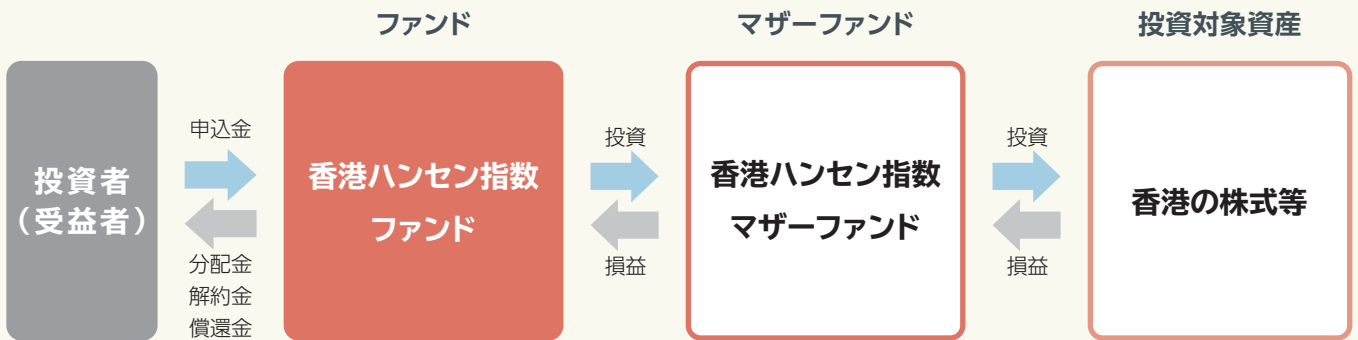 ファンド
マザーファンド
投資対象資産
投資者
（受益者）
申込金
分配金
解約金
償還金
香港ハンセン指数
ファンド
投資
損益
香港ハンセン指数
マザーファンド
投資
損益
香港の株式等